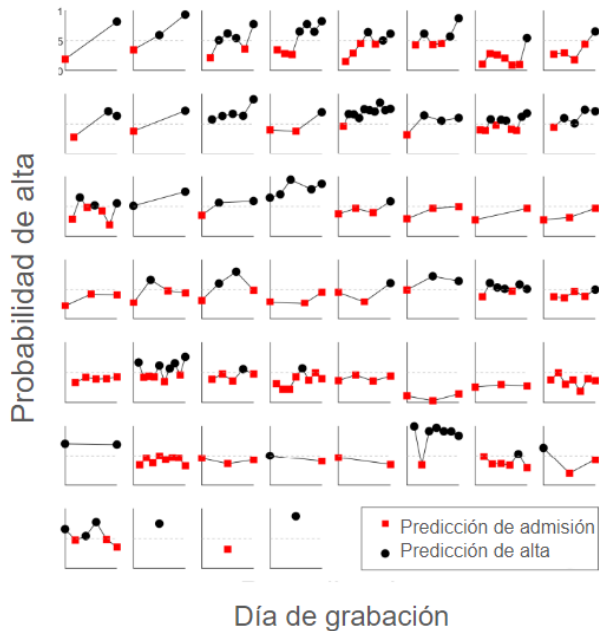 1
5
0
Probabilidad de alta
Predicción de admisión
Predicción de alta
Día de grabación